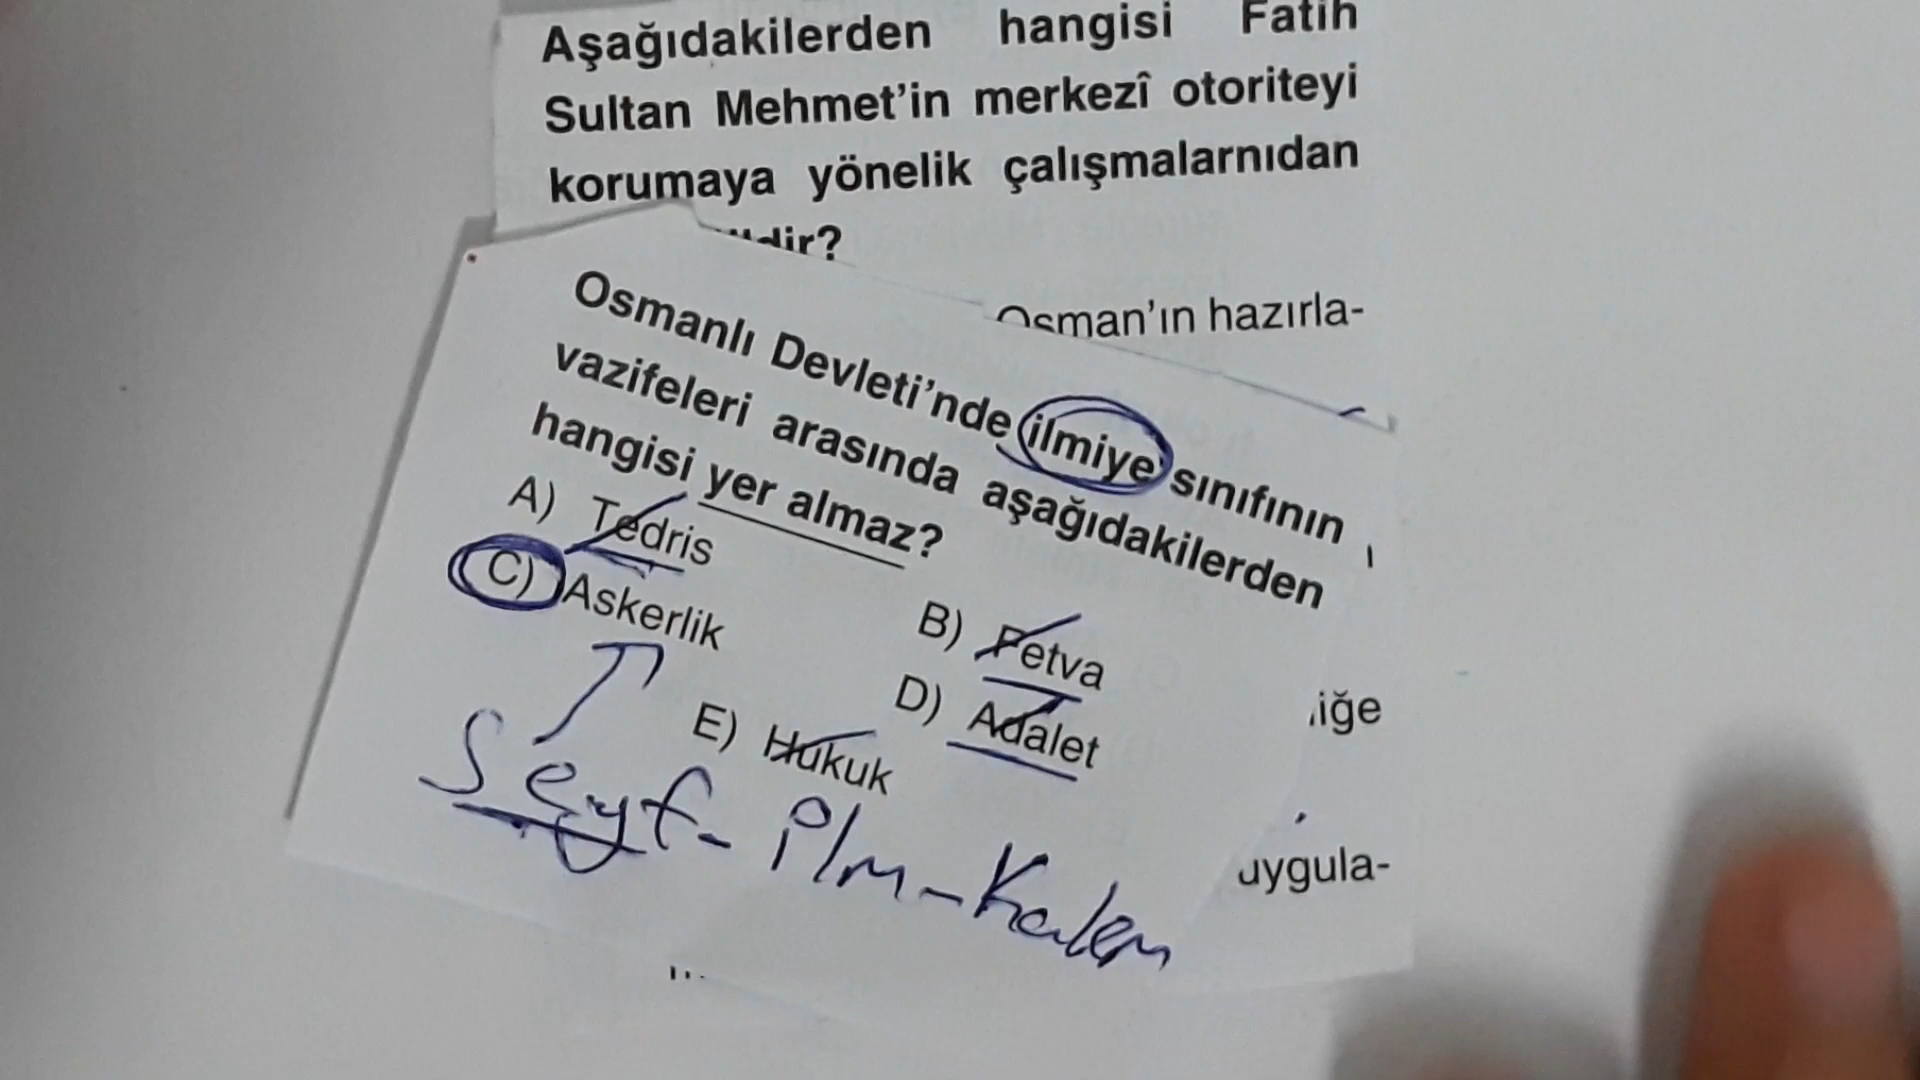 Aşağıdakilerden hangisi Fatih
Sultan Mehmet'in merkezî otoriteyi
korumaya yönelik çalışmalarnıdan
dir?
Osman'ın hazırla-
Osmanlı Devleti'nde ilmiye sınıfının
vazifeleri arasında aşağıdakilerden
hangisi yer almaz?
A) Tedris
B) Fetva
C) Askerlik
D) Adalet
E) Hukuk
iğe
Seyf- ilm-Kalem
uygula-